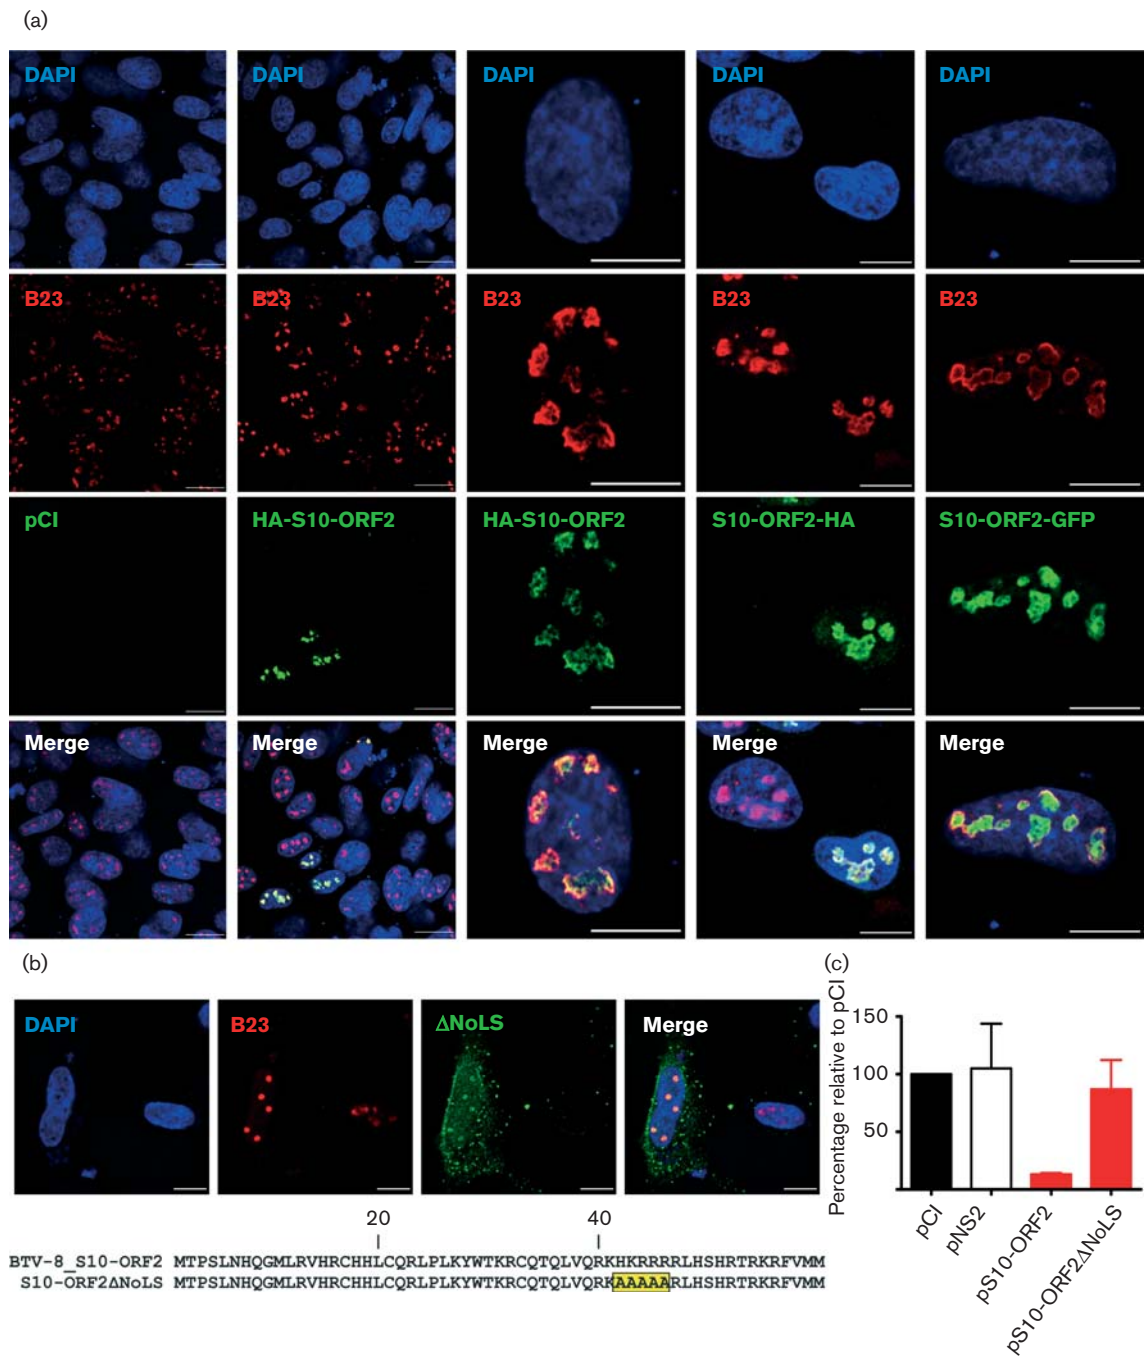 (a)
DAPI DAPI DAPI DAPI DAPI
B23 B23 B23 B23 B23
pCI HA-S10-ORF2 HA-S10-ORF2 S10-ORF2-HA S10-ORF2-GFP
Merge Merge Merge Merge Merge
(b)
DAPI B23 ΔNoLS Merge
20 40
BTV-8_S10-ORF2 MTPSLNHQGMLRVHRCHHLCQRLPLKYWTKRCQTQLVQRKHKRRRRLHSHRTRKRFVMM
S10-ORF2ΔNoLS MTPSLNHQGMLRVHRCHHLCQRLPLKYWTKRCQTQLVQRKAAAAARLHSHRTRKRFVMM
(c)
Percentage relative to pCI
150
100
50
pCI
pNS2
pS10-ORF2
pS10-ORF2ΔNoLS